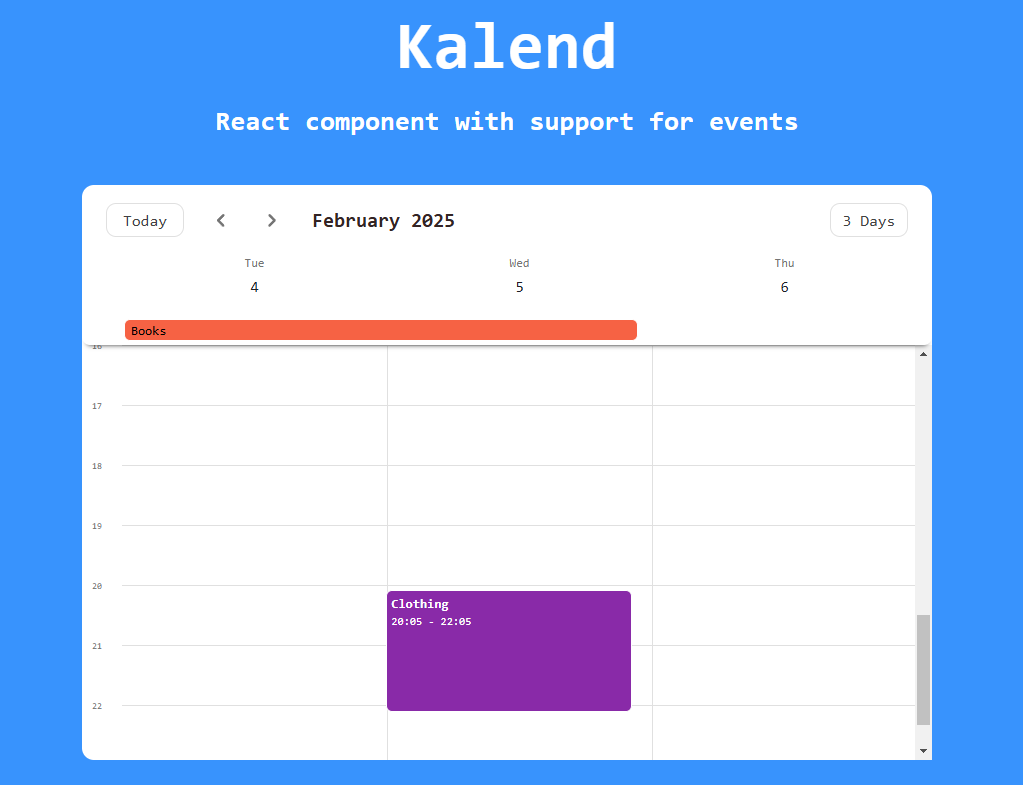 Kalend
React component with support for events
Today
February 2025
3 Days
Tue
Wed
Thu
4
5
6
Books
16
17
18
19
20
Clothing
20:05 - 22:05
21
22